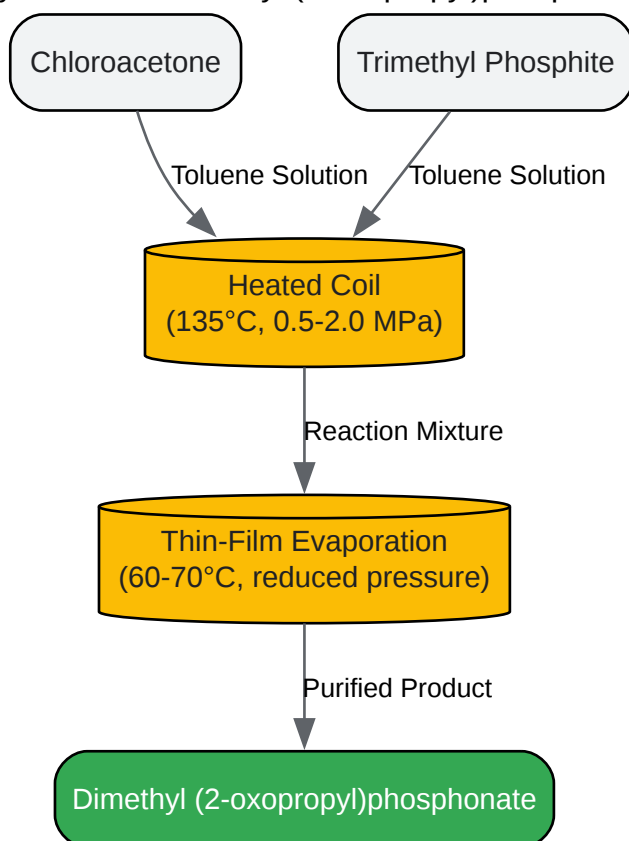 Chloroacetone
Trimethyl Phosphite
Toluene Solution
Toluene Solution
Heated Coil
(135°C, 0.5-2.0 MPa)
Reaction Mixture
Thin-Film Evaporation
(60-70°C, reduced pressure)
Purified Product
Dimethyl (2-oxopropyl)phosphonate